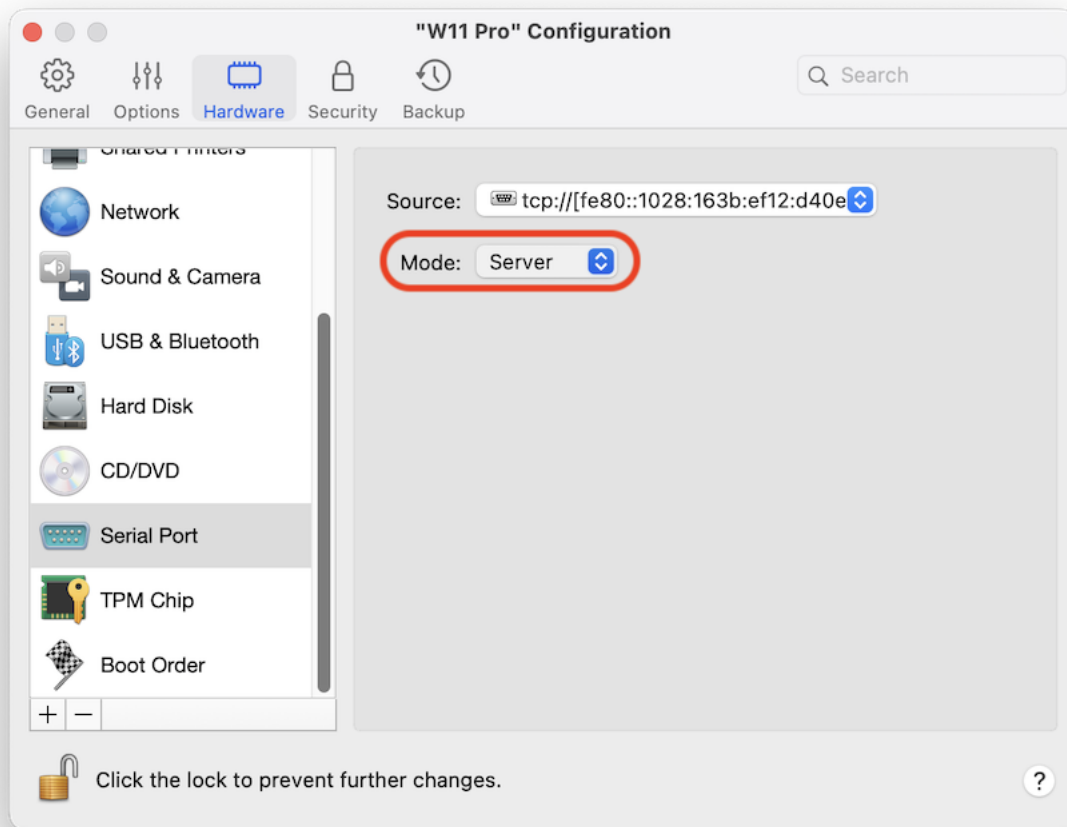 "W11 Pro" Configuration
General Options Hardware Security Backup
Search
Shared Printers
Network
Sound & Camera
USB & Bluetooth
Hard Disk
CD/DVD
Serial Port
TPM Chip
Boot Order
+ −
Source: tcp://[fe80::1028:163b:ef12:d40e
Mode: Server
Click the lock to prevent further changes.
?